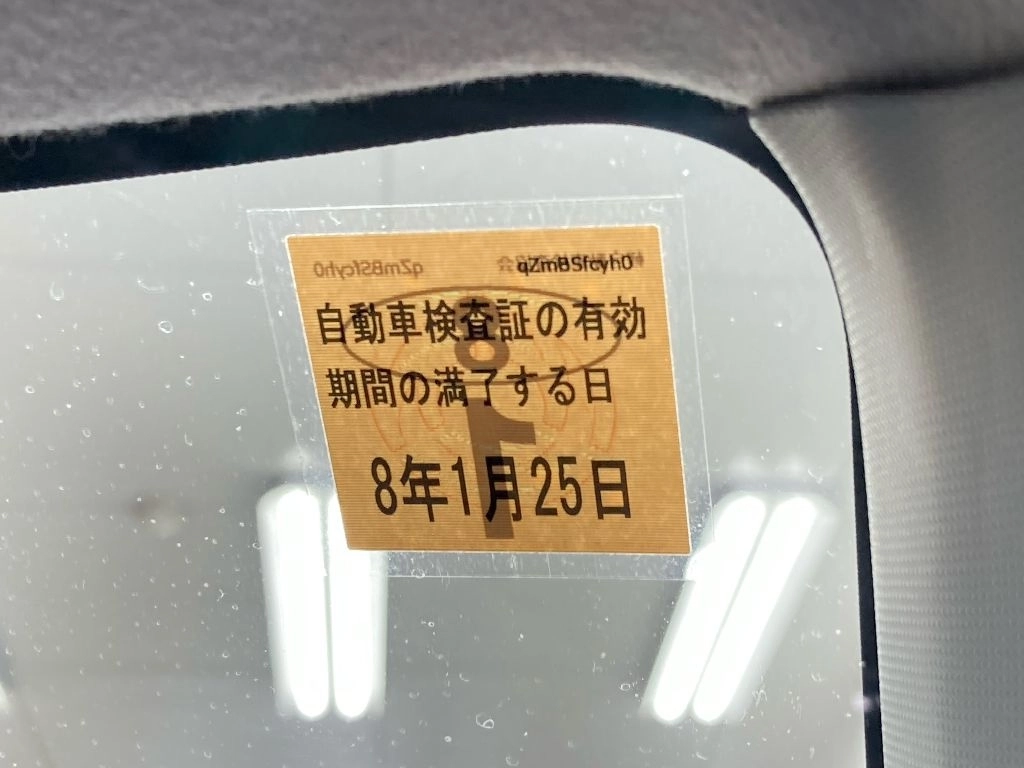 qZmBSfcyh0
自動車検査証の有効
期間の満了する日
8年1月25日